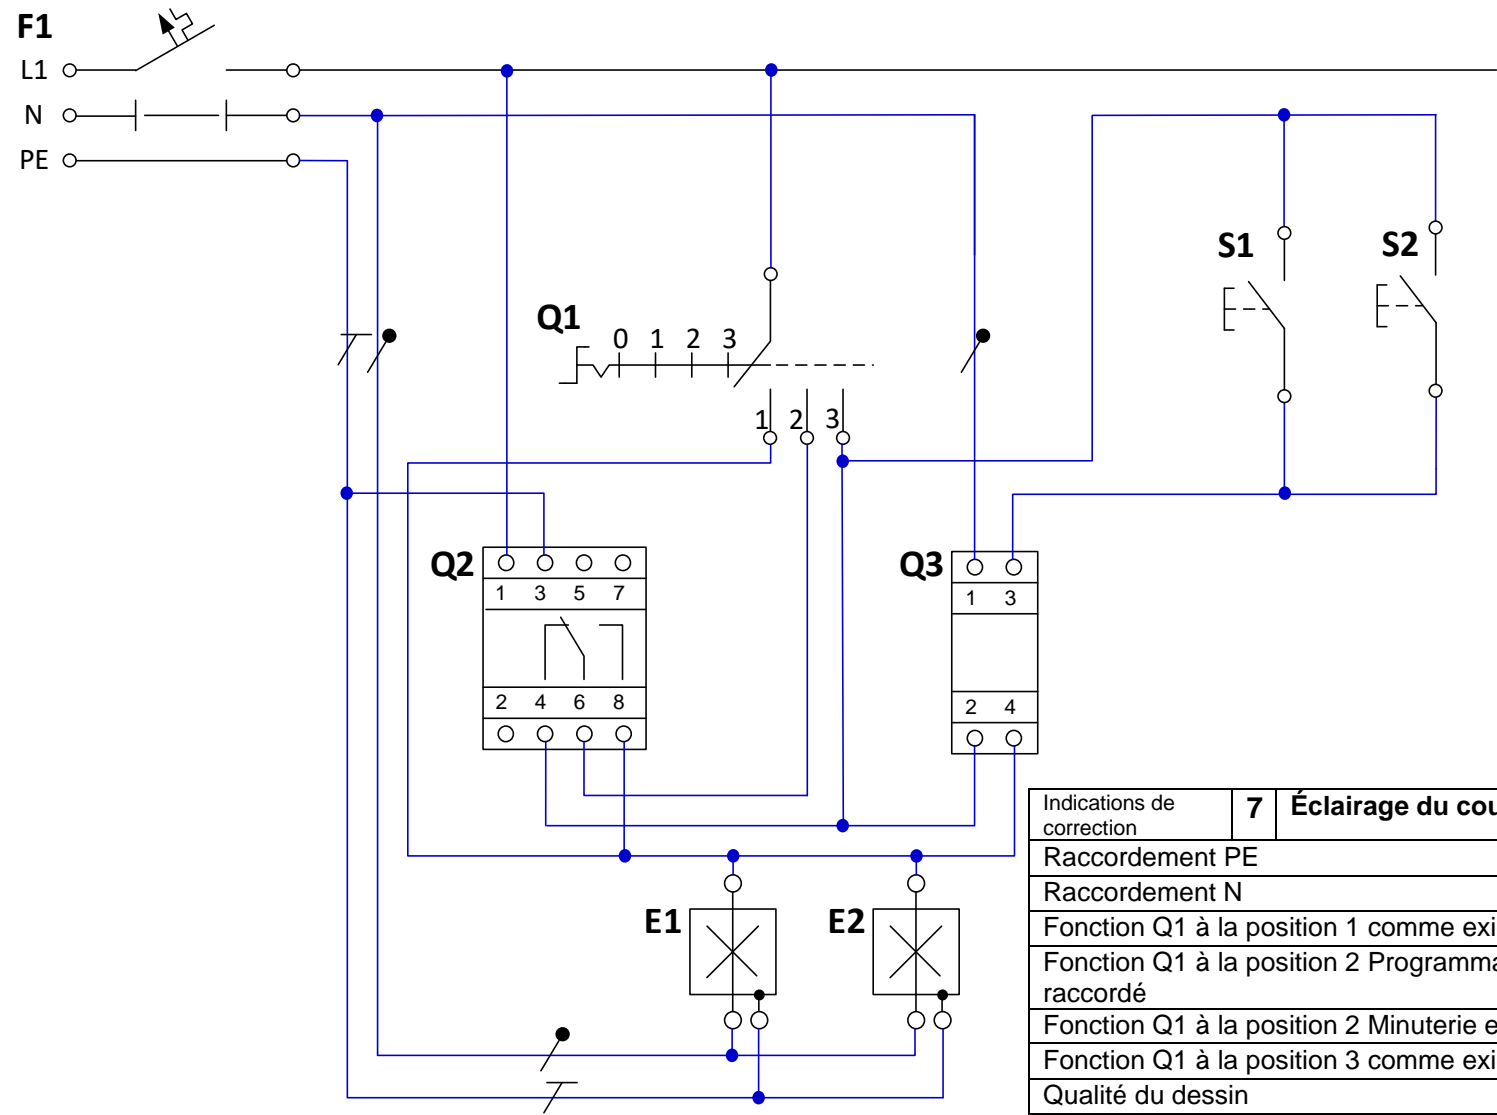 F1
L1
N
PE
S1
S2
Q1
0 1 2 3
1 2 3
Q2
1 3 5 7
2 4 6 8
Q3
1 3
2 4
E1
E2
Indications de correction 7 Éclairage du cou
Raccordement PE
Raccordement N
Fonction Q1 à la position 1 comme exi
Fonction Q1 à la position 2 Programma
raccordé
Fonction Q1 à la position 2 Minuterie e
Fonction Q1 à la position 3 comme exi
Qualité du dessin